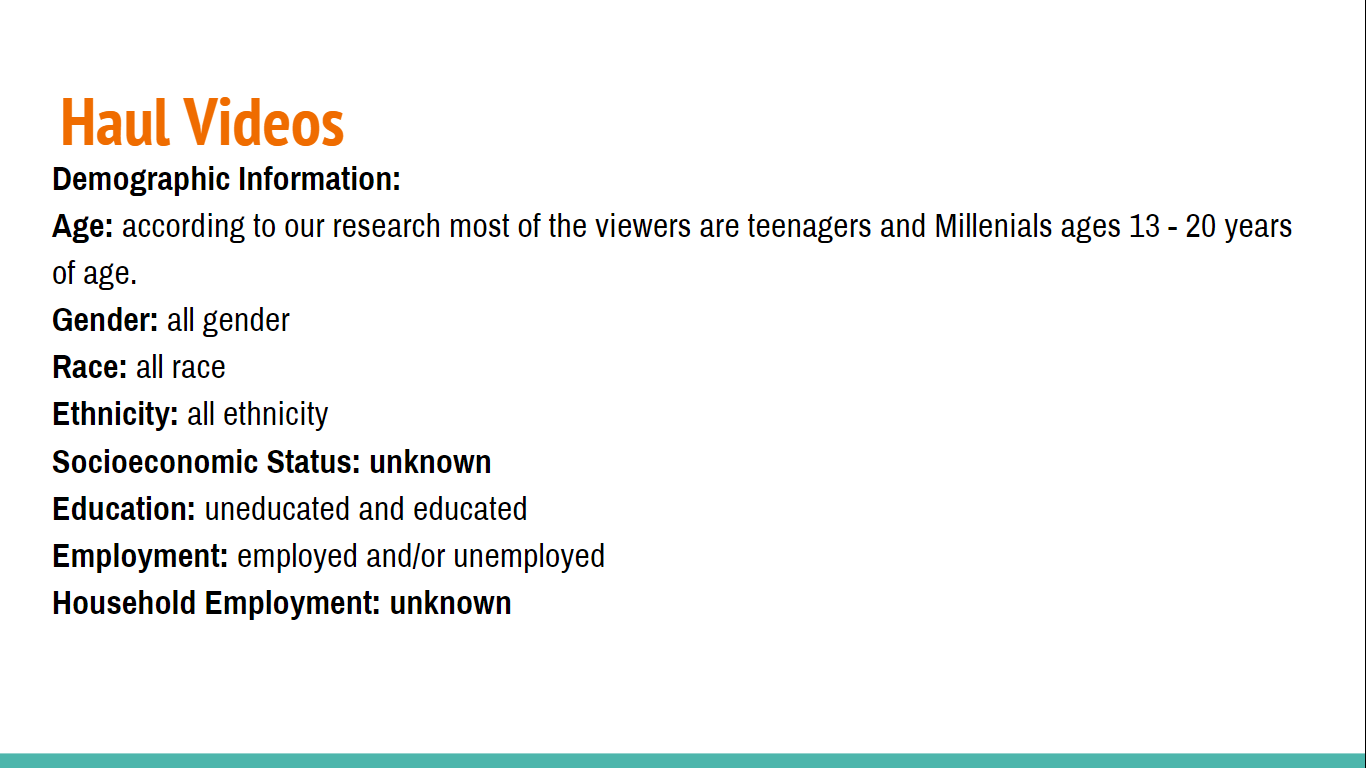 Haul Videos
Demographic Information:
Age: according to our research most of the viewers are teenagers and Millenials ages 13 - 20 years
of age.
Gender: all gender
Race: all race
Ethnicity: all ethnicity
Socioeconomic Status: unknown
Education: uneducated and educated
Employment: employed and/or unemployed
Household Employment: unknown